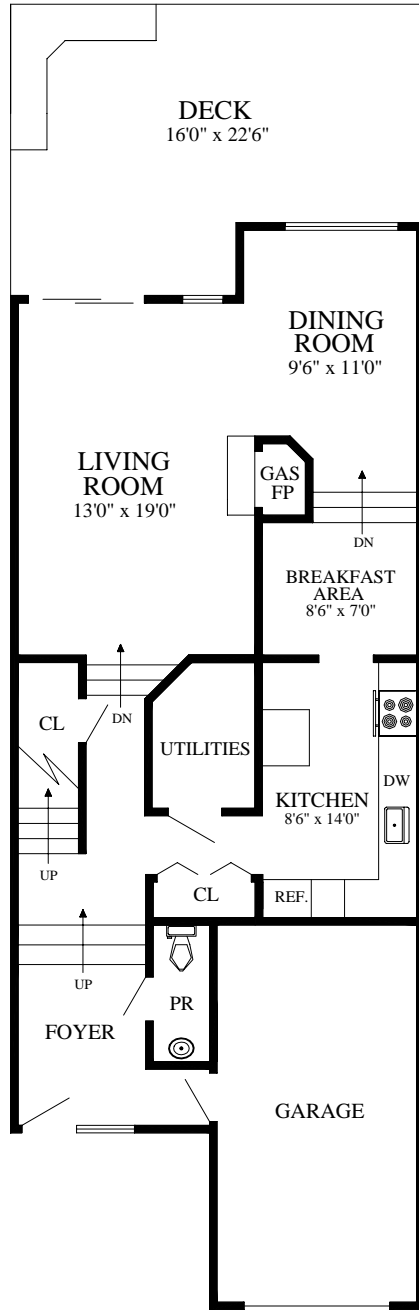 DECK
16'0" x 22'6"
DINING
ROOM
9'6" x 11'0"
LIVING
ROOM
13'0" x 19'0"
GAS
FP
DN
BREAKFAST
AREA
8'6" x 7'0"
CL
DN
UTILITIES
DW
KITCHEN
8'6" x 14'0"
UP
CL
REF.
UP
PR
FOYER
GARAGE